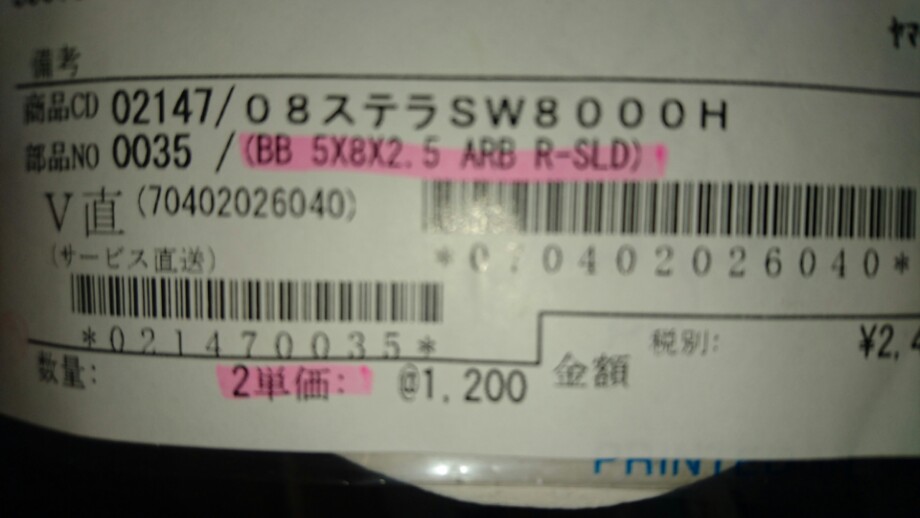 備考
商品CD 02147/08ステラSW8000H
部品NO 0035 /(BB 5X8X2.5 ARB R-SLD)
V直 (70402026040)
(サービス直送)
*070402026040*
*021470035*
税別: ¥2,4
数量: 2単価: @1,200 金額